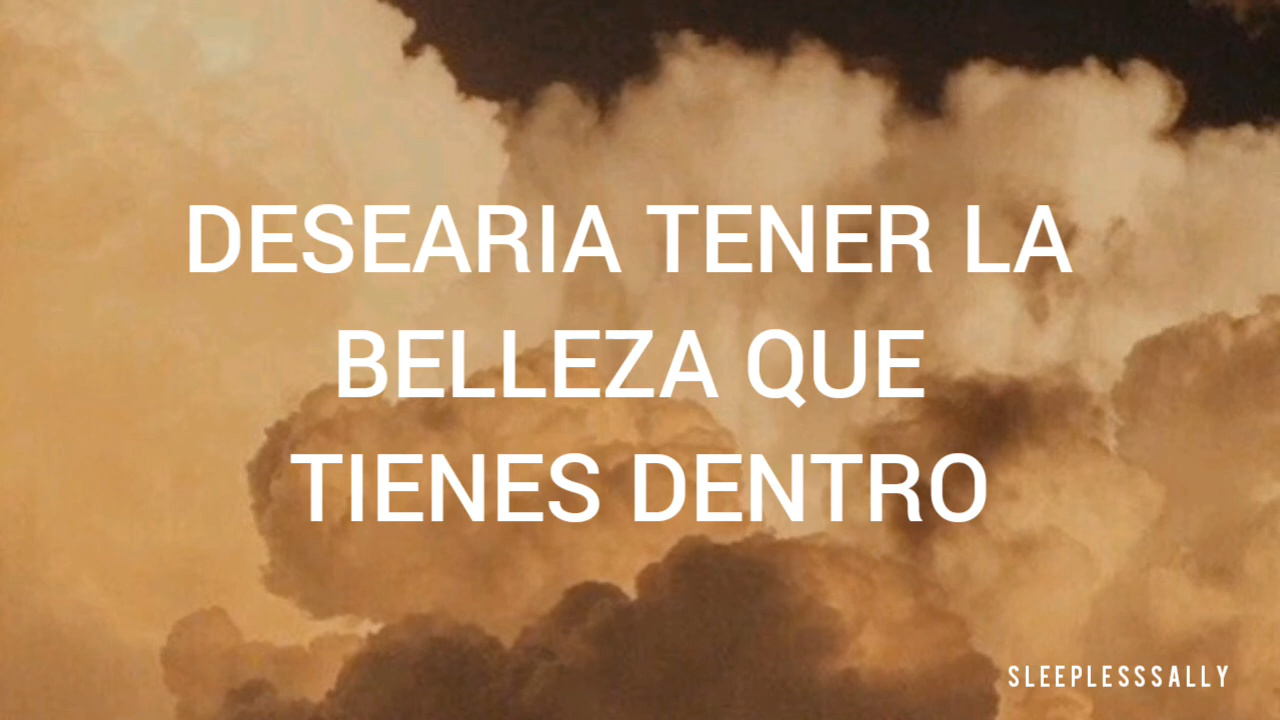 DESEARIA TENER LA
BELLEZA QUE
TIENES DENTRO
SLEEPLESSSALLY